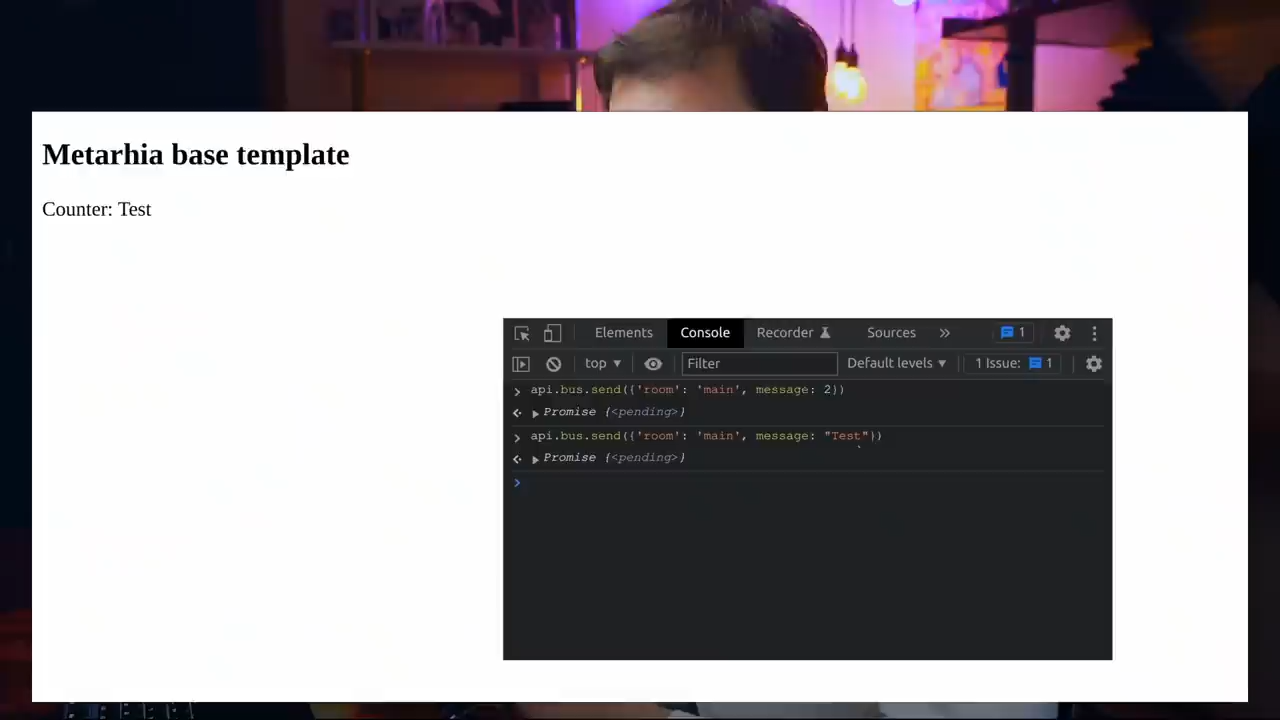 Metarhia base template
Counter: Test
Elements Console Recorder Sources » 1
top ▼ Filter Default levels ▼ 1 Issue: 1
> api.bus.send({'room': 'main', message: 2})
<· ▶ Promise {<pending>}
> api.bus.send({'room': 'main', message: "Test"})
<· ▶ Promise {<pending>}
>